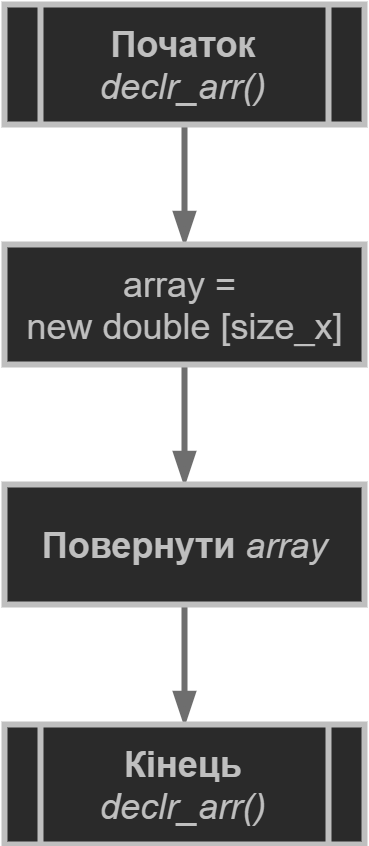 Початок
declr_arr()
array =
new double [size_x]
Повернути array
Кінець
declr_arr()